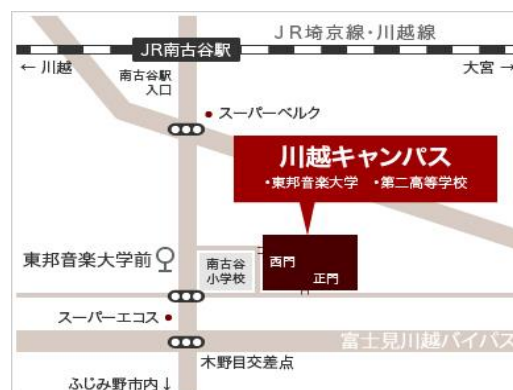 JR埼京線・川越線
JR南古谷駅
← 川越
大宮→
南古谷駅
入口
• スーパーベルク
川越キャンパス
・東邦音楽大学 ・第二高等学校
東邦音楽大学前
南古谷
小学校
西門
正門
スーパーエコス •
富士見川越バイパス
木野目交差点
ふじみ野市内↓